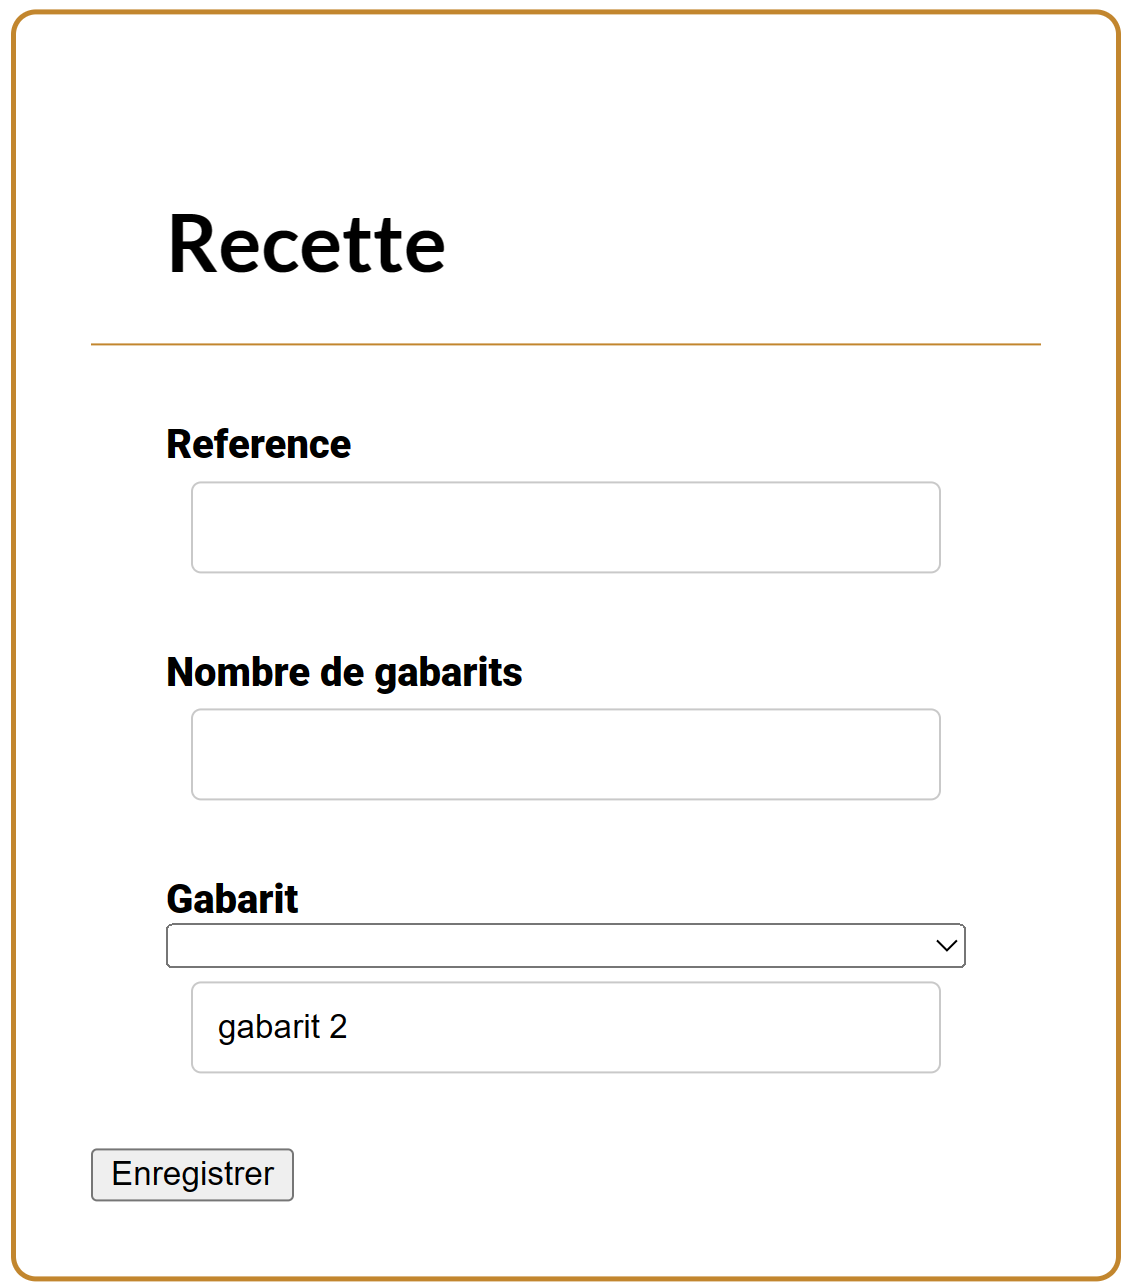 Recette
Reference
Nombre de gabarits
Gabarit
gabarit 2
Enregistrer